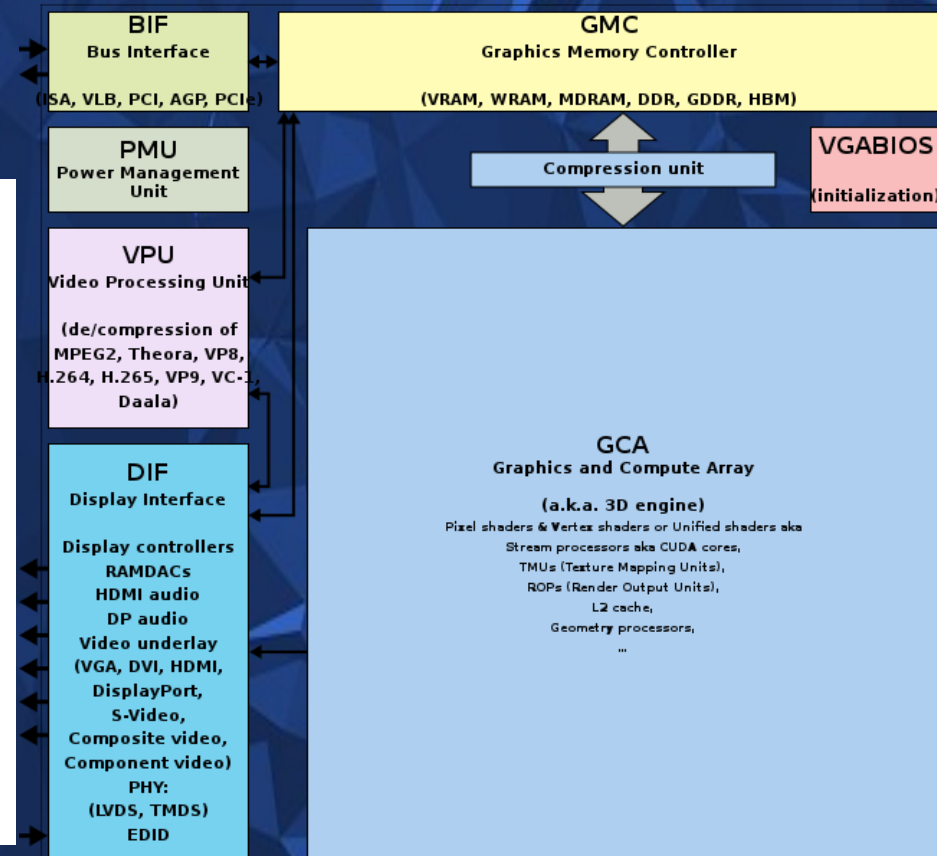 BIF
Bus Interface
(ISA, VLB, PCI, AGP, PCIe)
GMC
Graphics Memory Controller
(VRAM, WRAM, MDRAM, DDR, GDDR, HBM)
PMU
Power Management
Unit
Compression unit
VGABIOS
(initialization)
VPU
Video Processing Unit
(de/compression of
MPEG2, Theora, VP8,
H.264, H.265, VP9, VC-1,
Daala)
DIF
Display Interface
Display controllers
RAMDACs
HDMI audio
DP audio
Video underlay
(VGA, DVI, HDMI,
DisplayPort,
S-Video,
Composite video,
Component video)
PHY:
(LVDS, TMDS)
EDID
GCA
Graphics and Compute Array
(a.k.a. 3D engine)
Pixel shaders & Vertex shaders or Unified shaders aka
Stream processors aka CUDA cores,
TMUs (Texture Mapping Units),
ROPs (Render Output Units),
L2 cache,
Geometry processors,
...